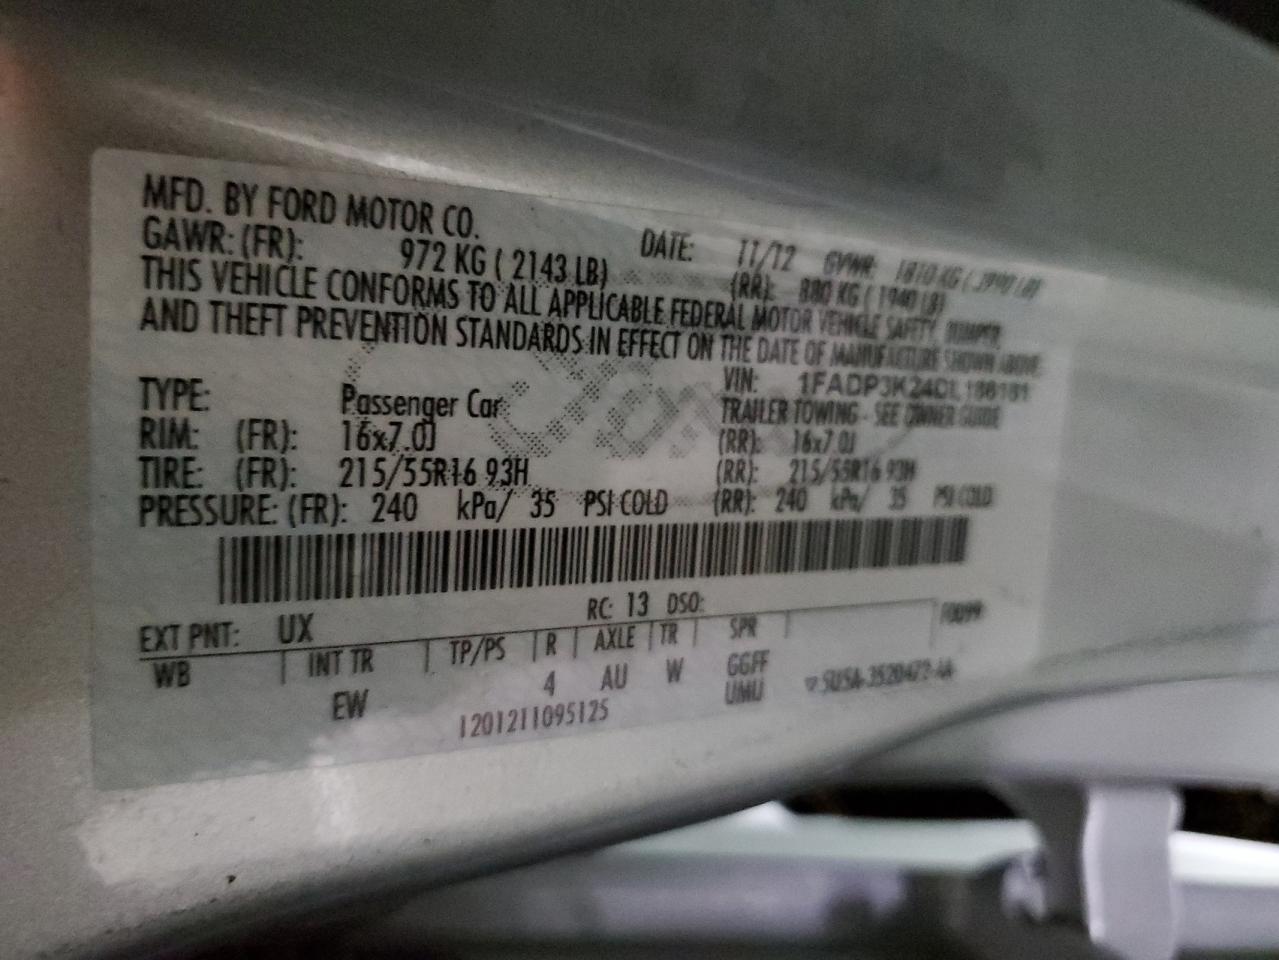 MFD. BY FORD MOTOR CO.
DATE: 11/12 GVWR: 1810 KG ( 3990 LB)
GAWR: (FR): 972 KG ( 2143 LB) (RR): 880 KG ( 1940 LB)
THIS VEHICLE CONFORMS TO ALL APPLICABLE FEDERAL MOTOR VEHICLE SAFETY, BUMPER,
AND THEFT PREVENTION STANDARDS IN EFFECT ON THE DATE OF MANUFACTURE SHOWN ABOVE.
VIN: 
TYPE: Passenger Car TRAILER TOWING - SEE OWNER GUIDE
RIM: (FR): 16x7.0J (RR): 16x7.0J
TIRE: (FR): 215/55R16 93H (RR): 215/55R16 93H
PRESSURE: (FR): 240 kPa/ 35 PSI COLD (RR): 240 kPa/ 35 PSI COLD
RC: 13 DSO:
EXT PNT: UX
WB INT TR TP/PS R AXLE TR SPR
EW 4 AU W GGFF
UMU
1201211095125